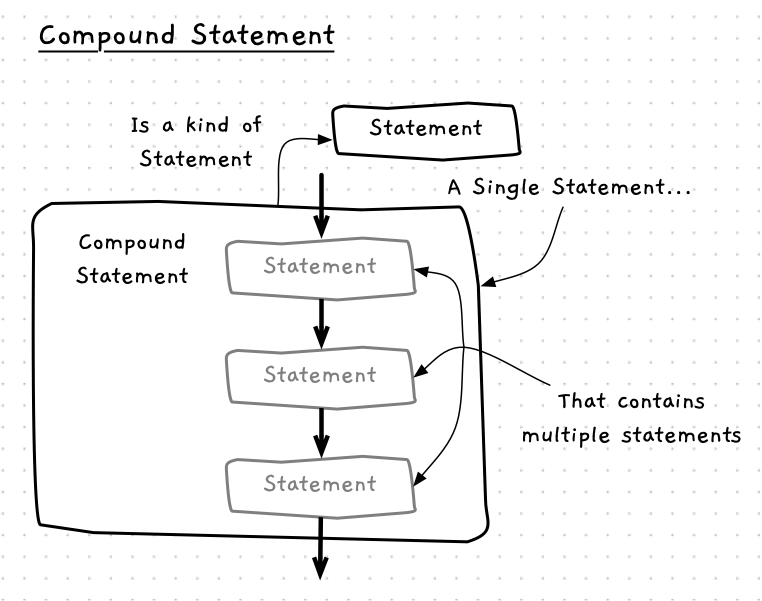 Compound Statement
Is a kind of
Statement
Statement
A Single Statement...
Compound
Statement
Statement
Statement
Statement
That contains
multiple statements